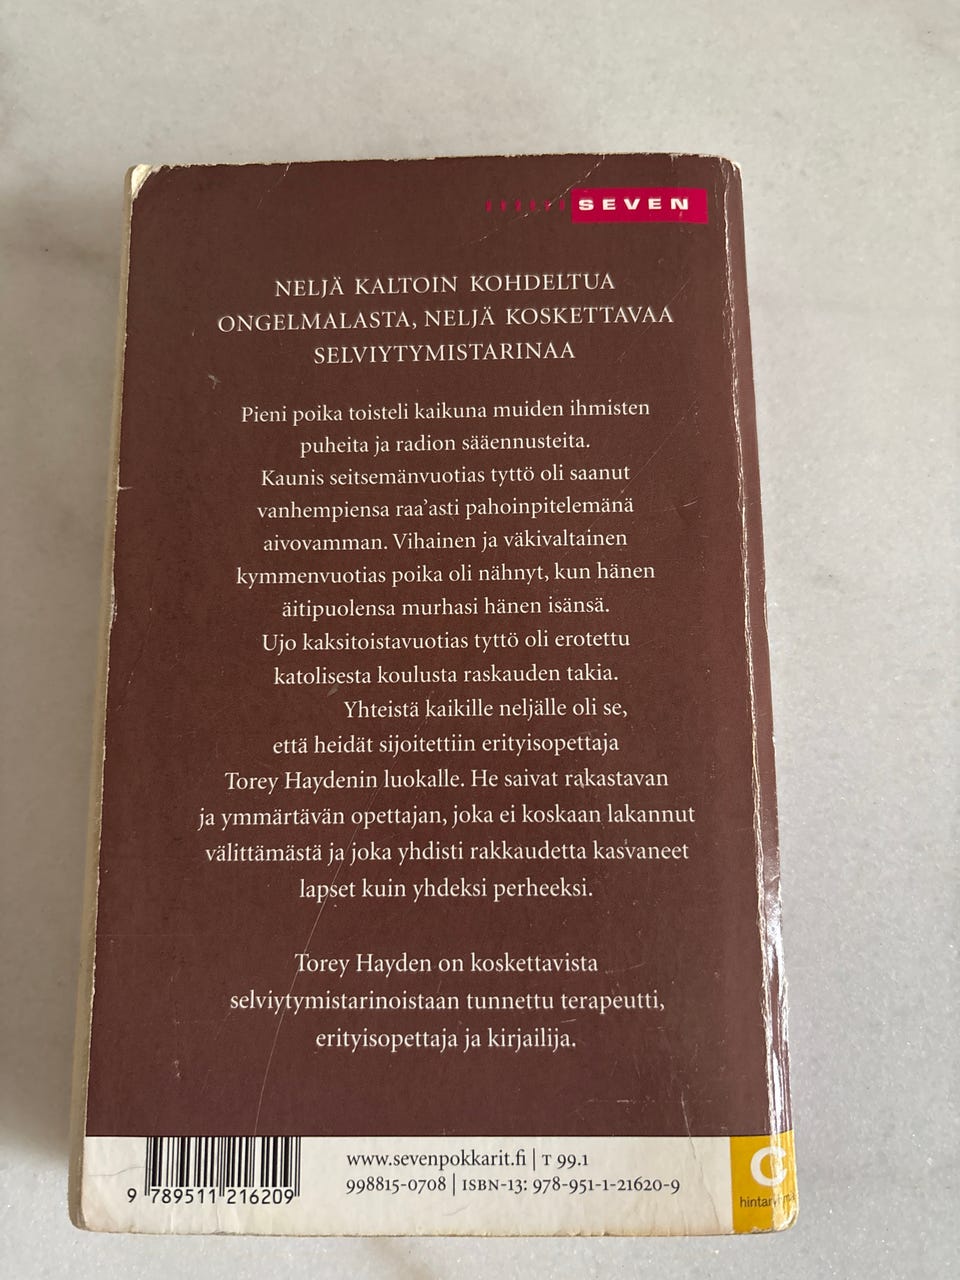 SEVEN
NELJÄ KALTOIN KOHDELTUA
ONGELMALASTA, NELJÄ KOSKETTAVAA
SELVIYTYMISTARINAA
Pieni poika toisteli kaikuna muiden ihmisten
puheita ja radion sääennusteita.
Kaunis seitsemänvuotias tyttö oli saanut
vanhempiensa raa'asti pahoinpitelemänä
aivovamman. Vihainen ja väkivaltainen
kymmenvuotias poika oli nähnyt, kun hänen
äitipuolensa murhasi hänen isänsä.
Ujo kaksitoistavuotias tyttö oli erotettu
katolisesta koulusta raskauden takia.
Yhteistä kaikille neljälle oli se,
että heidät sijoitettiin erityisopettaja
Torey Haydenin luokalle. He saivat rakastavan
ja ymmärtävän opettajan, joka ei koskaan lakannut
välittämästä ja joka yhdisti rakkaudetta kasvaneet
lapset kuin yhdeksi perheeksi.
Torey Hayden on koskettavista
selviytymistarinoistaan tunnettu terapeutti,
erityisopettaja ja kirjailija.
www.sevenpokkarit.fi | T 99.1
998815-0708 | ISBN-13: 978-951-1-21620-9
9 789511 216209
G